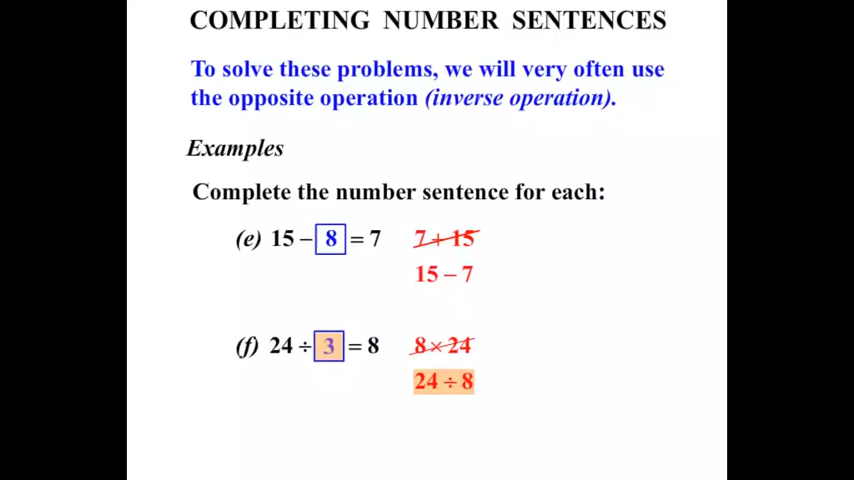 COMPLETING NUMBER SENTENCES
To solve these problems, we will very often use
the opposite operation (inverse operation).
Examples
Complete the number sentence for each:
(e) 15 – 8 = 7 7 + 15
15 – 7
(f) 24 ÷ 3 = 8 8 × 24
24 ÷ 8